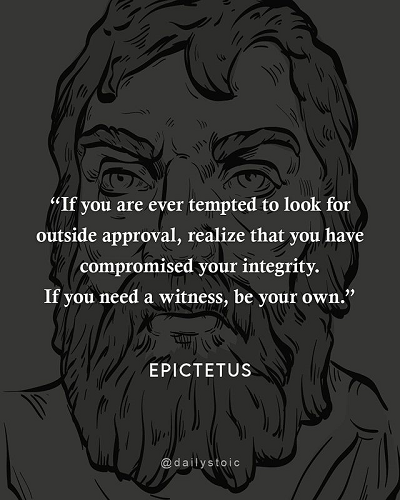 “If you are ever tempted to look for
outside approval, realize that you have
compromised your integrity.
If you need a witness, be your own.”
EPICTETUS
@dailystoic